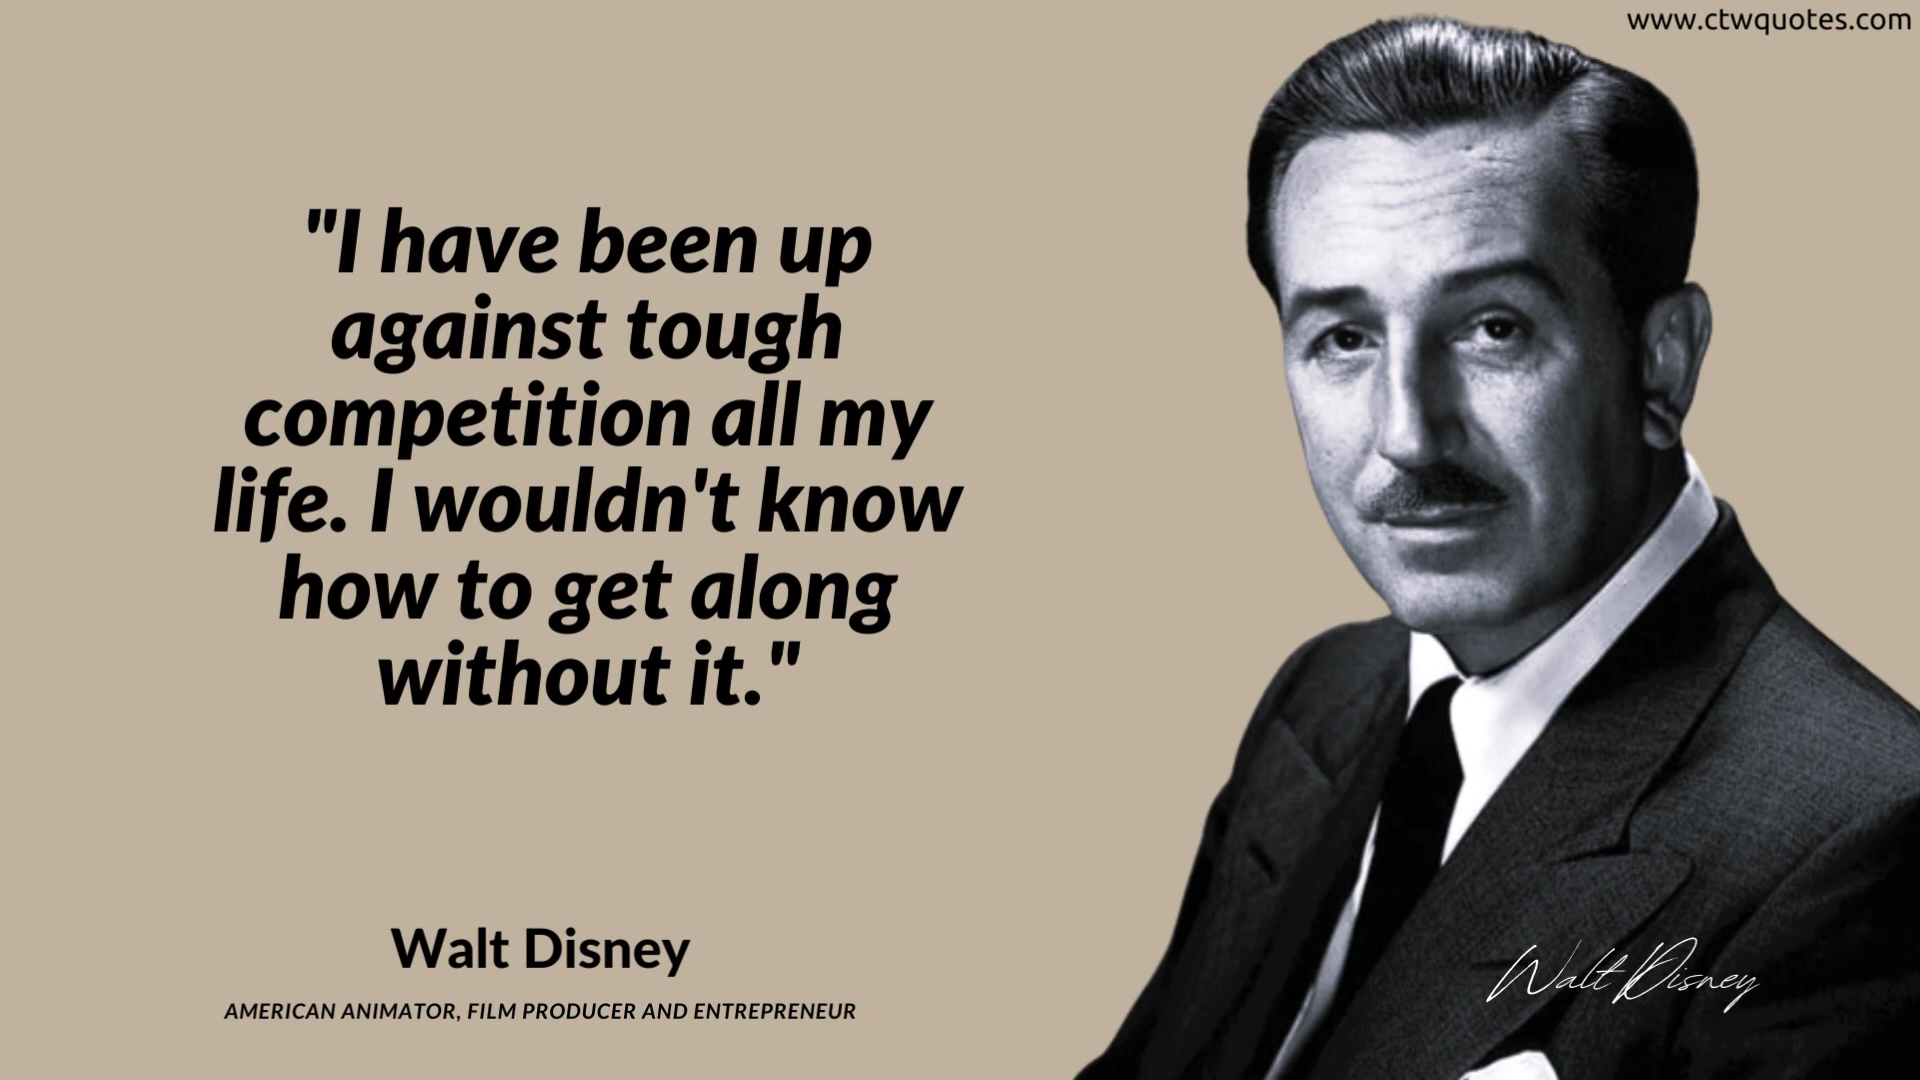 www.ctwquotes.com
"I have been up
against tough
competition all my
life. I wouldn't know
how to get along
without it."
Walt Disney
AMERICAN ANIMATOR, FILM PRODUCER AND ENTREPRENEUR
Walt Disney